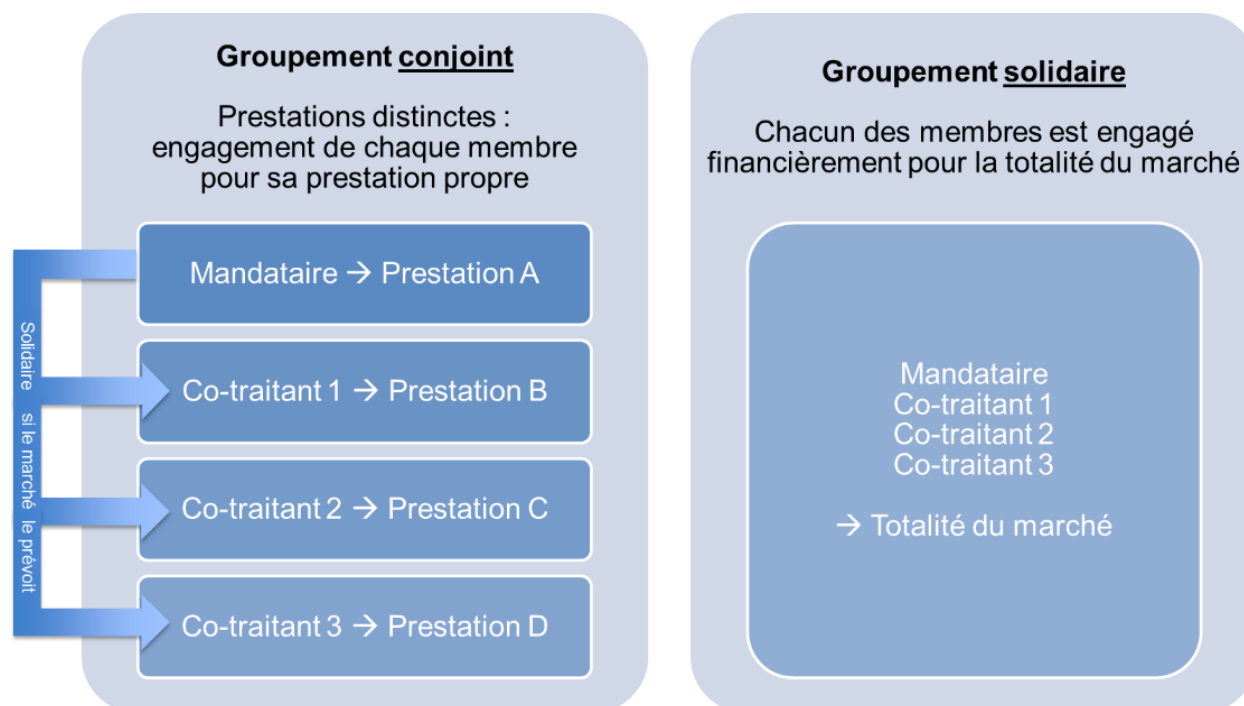 Groupement conjoint
Prestations distinctes :
engagement de chaque membre
pour sa prestation propre
Solidaire si le marché le prévoit
Mandataire → Prestation A
Co-traitant 1 → Prestation B
Co-traitant 2 → Prestation C
Co-traitant 3 → Prestation D
Groupement solidaire
Chacun des membres est engagé
financièrement pour la totalité du marché
Mandataire
Co-traitant 1
Co-traitant 2
Co-traitant 3
→ Totalité du marché